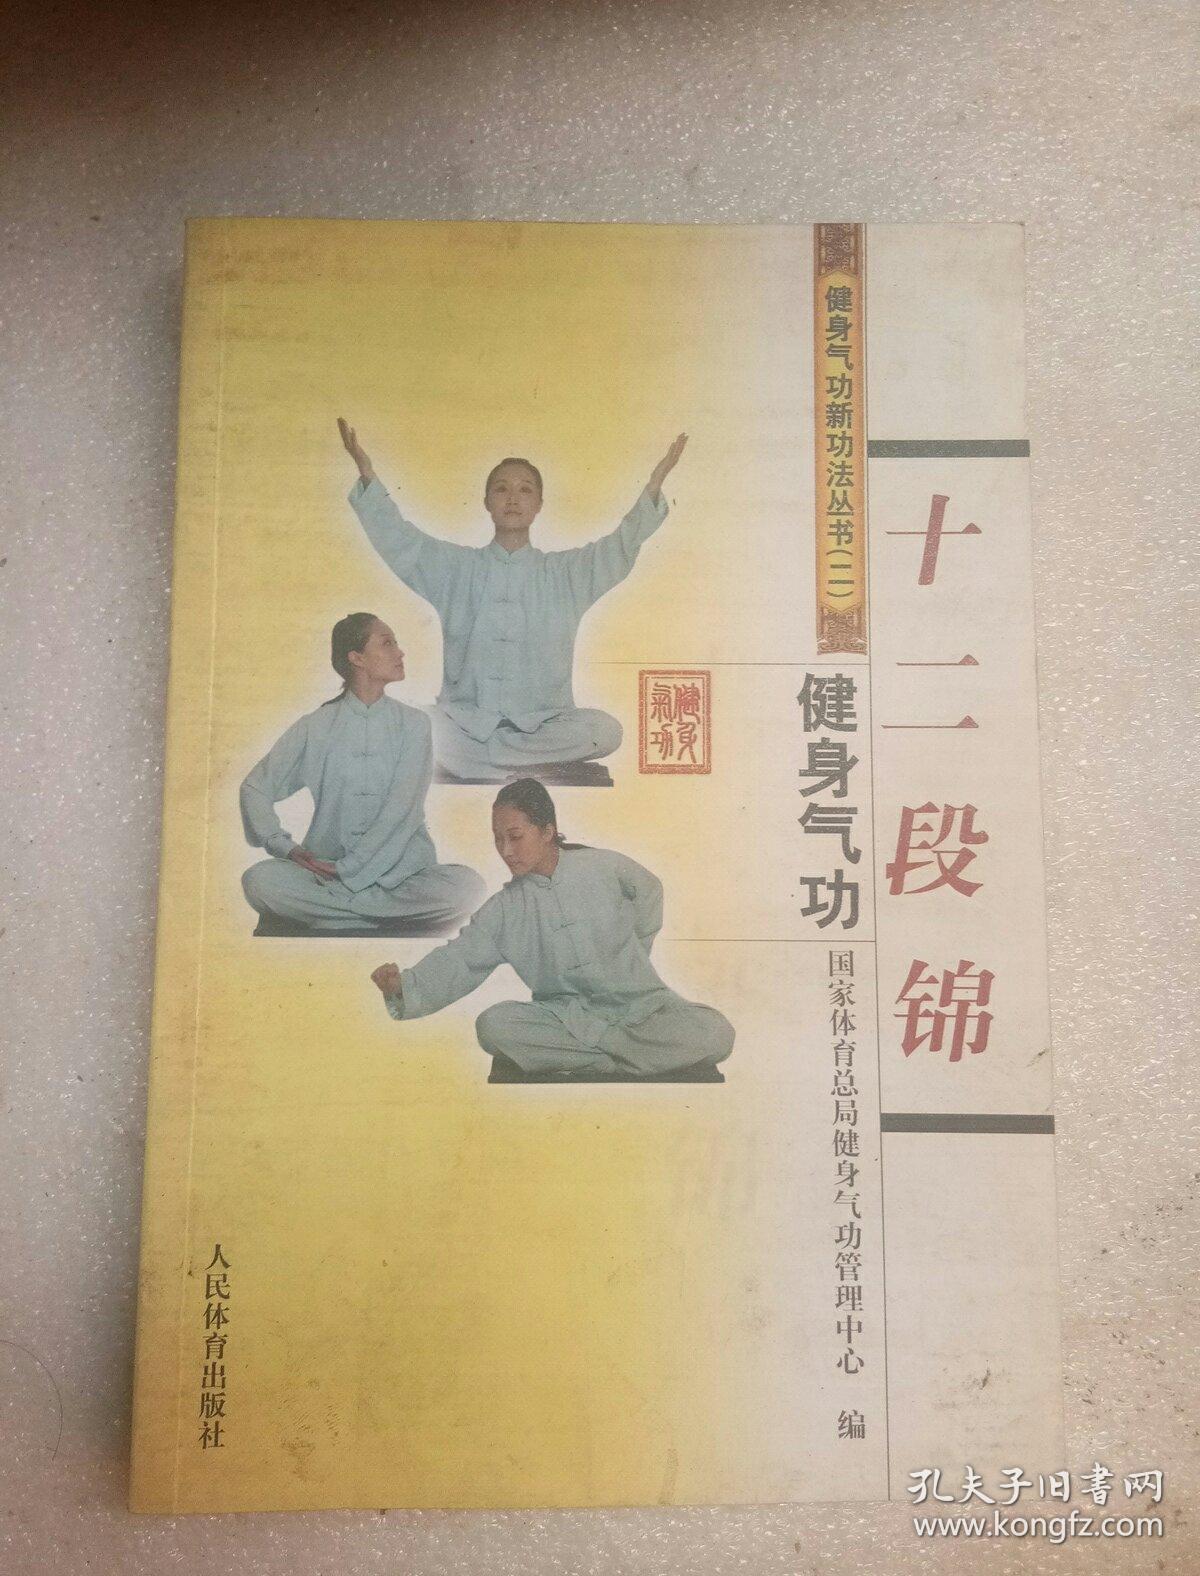 健身气功新功法丛书(二)
十二段锦
健身气功
健身
氣功
国家体育总局健身气功管理中心 编
人民体育出版社
孔夫子旧书网
www.kongfz.com